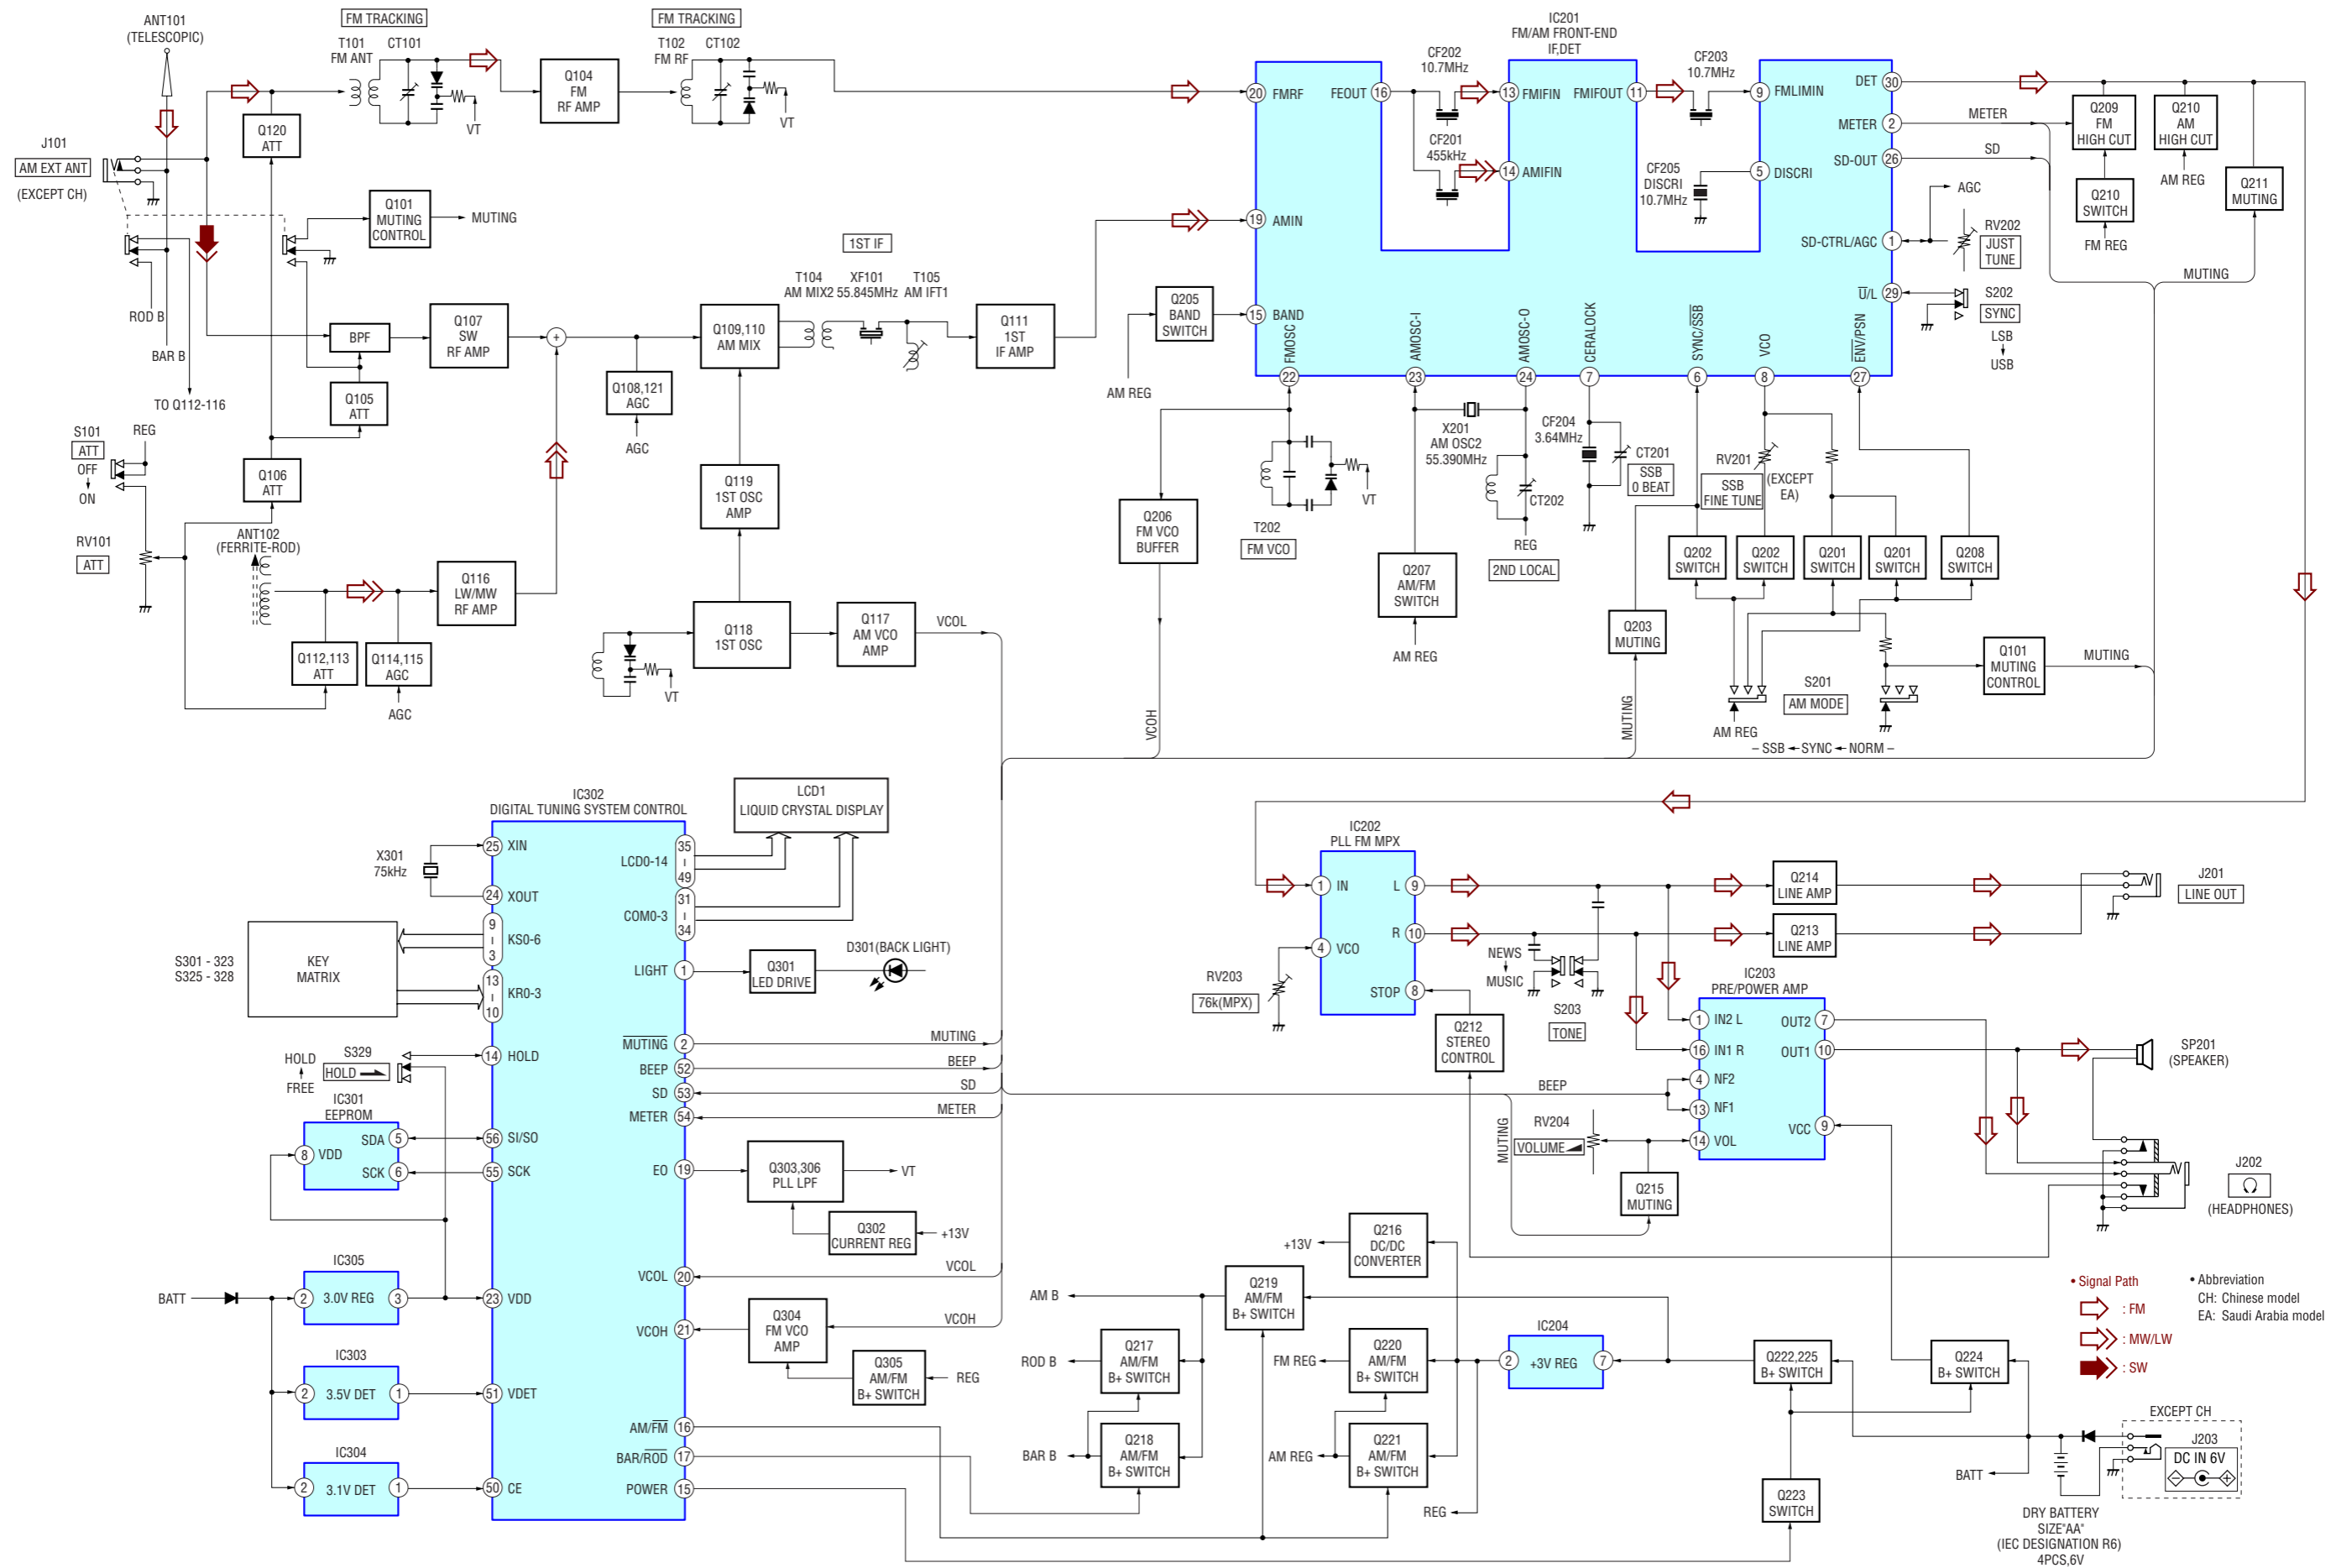 ANT101
(TELESCOPIC)
FM TRACKING
T101
FM ANT
CT101
VT
Q104
FM
RF AMP
FM TRACKING
T102
FM RF
CT102
VT
IC201
FM/AM FRONT-END
IF,DET
CF202
10.7MHz
CF203
10.7MHz
20 FMRF
FEOUT 16
13 FMIFIN
FMIFOUT 11
9 FMLIMIN
DET 30
METER 2
METER
SD-OUT 26
SD
CF201
455kHz
14 AMIFIN
CF205
DISCRI
10.7MHz
5 DISCRI
Q209
FM
HIGH CUT
Q210
AM
HIGH CUT
AM REG
Q210
SWITCH
FM REG
Q211
MUTING
MUTING
AGC
RV202
JUST
TUNE
SD-CTRL/AGC 1
U/L 29
S202
SYNC
LSB
USB
J101
AM EXT ANT
(EXCEPT CH)
Q120
ATT
Q101
MUTING
CONTROL
MUTING
ROD B
BAR B
TO Q112-116
BPF
Q105
ATT
Q107
SW
RF AMP
+
Q108,121
AGC
AGC
1ST IF
T104
AM MIX2
XF101
55.845MHz
T105
AM IFT1
Q109,110
AM MIX
Q111
1ST
IF AMP
19 AMIN
Q205
BAND
SWITCH
15 BAND
AM REG
FMOSC
22
AMOSC-I
23
AMOSC-O
24
CERALOCK
7
SYNC/SSB
6
VCO
8
ENV/PSN
27
S101
ATT
OFF
ON
REG
RV101
ATT
Q106
ATT
ANT102
(FERRITE-ROD)
Q116
LW/MW
RF AMP
Q112,113
ATT
Q114,115
AGC
AGC
Q119
1ST OSC
AMP
Q118
1ST OSC
VT
Q117
AM VCO
AMP
VCOL
Q206
FM VCO
BUFFER
VCOH
T202
FM VCO
VT
X201
AM OSC2
55.390MHz
Q207
AM/FM
SWITCH
AM REG
CT202
REG
2ND LOCAL
CF204
3.64MHz
CT201
SSB
0 BEAT
RV201
SSB
FINE TUNE
(EXCEPT
EA)
Q202
SWITCH
Q202
SWITCH
Q201
SWITCH
Q201
SWITCH
Q208
SWITCH
Q203
MUTING
MUTING
S201
AM MODE
AM REG
– SSB SYNC NORM –
Q101
MUTING
CONTROL
MUTING
IC302
DIGITAL TUNING SYSTEM CONTROL
LCD1
LIQUID CRYSTAL DISPLAY
X301
75kHz
25 XIN
24 XOUT
LCD0-14
35
49
COM0-3
31
34
S301 - 323
S325 - 328
KEY
MATRIX
9
3
KS0-6
13
10
KR0-3
LIGHT 1
Q301
LED DRIVE
D301(BACK LIGHT)
HOLD
FREE
S329
HOLD
14 HOLD
MUTING 2
MUTING
BEEP 52
BEEP
SD 53
SD
METER 54
METER
IC301
EEPROM
8 VDD
SDA 5
SCK 6
56 SI/SO
55 SCK
EO 19
Q303,306
PLL LPF
VT
Q302
CURRENT REG
+13V
VCOL 20
VCOL
VCOH 21
VCOH
Q304
FM VCO
AMP
Q305
AM/FM
B+ SWITCH
REG
BATT
IC305
2 3.0V REG 3
23 VDD
IC303
2 3.5V DET 1
51 VDET
IC304
2 3.1V DET 1
50 CE
AM/FM 16
BAR/ROD 17
POWER 15
IC202
PLL FM MPX
1 IN
L 9
R 10
4 VCO
STOP 8
RV203
76k(MPX)
Q212
STEREO
CONTROL
NEWS
MUSIC
S203
TONE
Q214
LINE AMP
Q213
LINE AMP
J201
LINE OUT
IC203
PRE/POWER AMP
1 IN2 L
16 IN1 R
4 NF2
13 NF1
14 VOL
OUT2 7
OUT1 10
VCC 9
SP201
(SPEAKER)
J202
(HEADPHONES)
BEEP
MUTING
RV204
VOLUME
Q215
MUTING
+13V
Q216
DC/DC
CONVERTER
AM B
Q219
AM/FM
B+ SWITCH
ROD B
Q217
AM/FM
B+ SWITCH
BAR B
Q218
AM/FM
B+ SWITCH
FM REG
Q220
AM/FM
B+ SWITCH
AM REG
Q221
AM/FM
B+ SWITCH
REG
IC204
2 +3V REG 7
Q222,225
B+ SWITCH
Q224
B+ SWITCH
Q223
SWITCH
BATT
EXCEPT CH
J203
DC IN 6V
DRY BATTERY
SIZE"AA"
(IEC DESIGNATION R6)
4PCS,6V
• Signal Path
: FM
: MW/LW
: SW
• Abbreviation
CH: Chinese model
EA: Saudi Arabia model